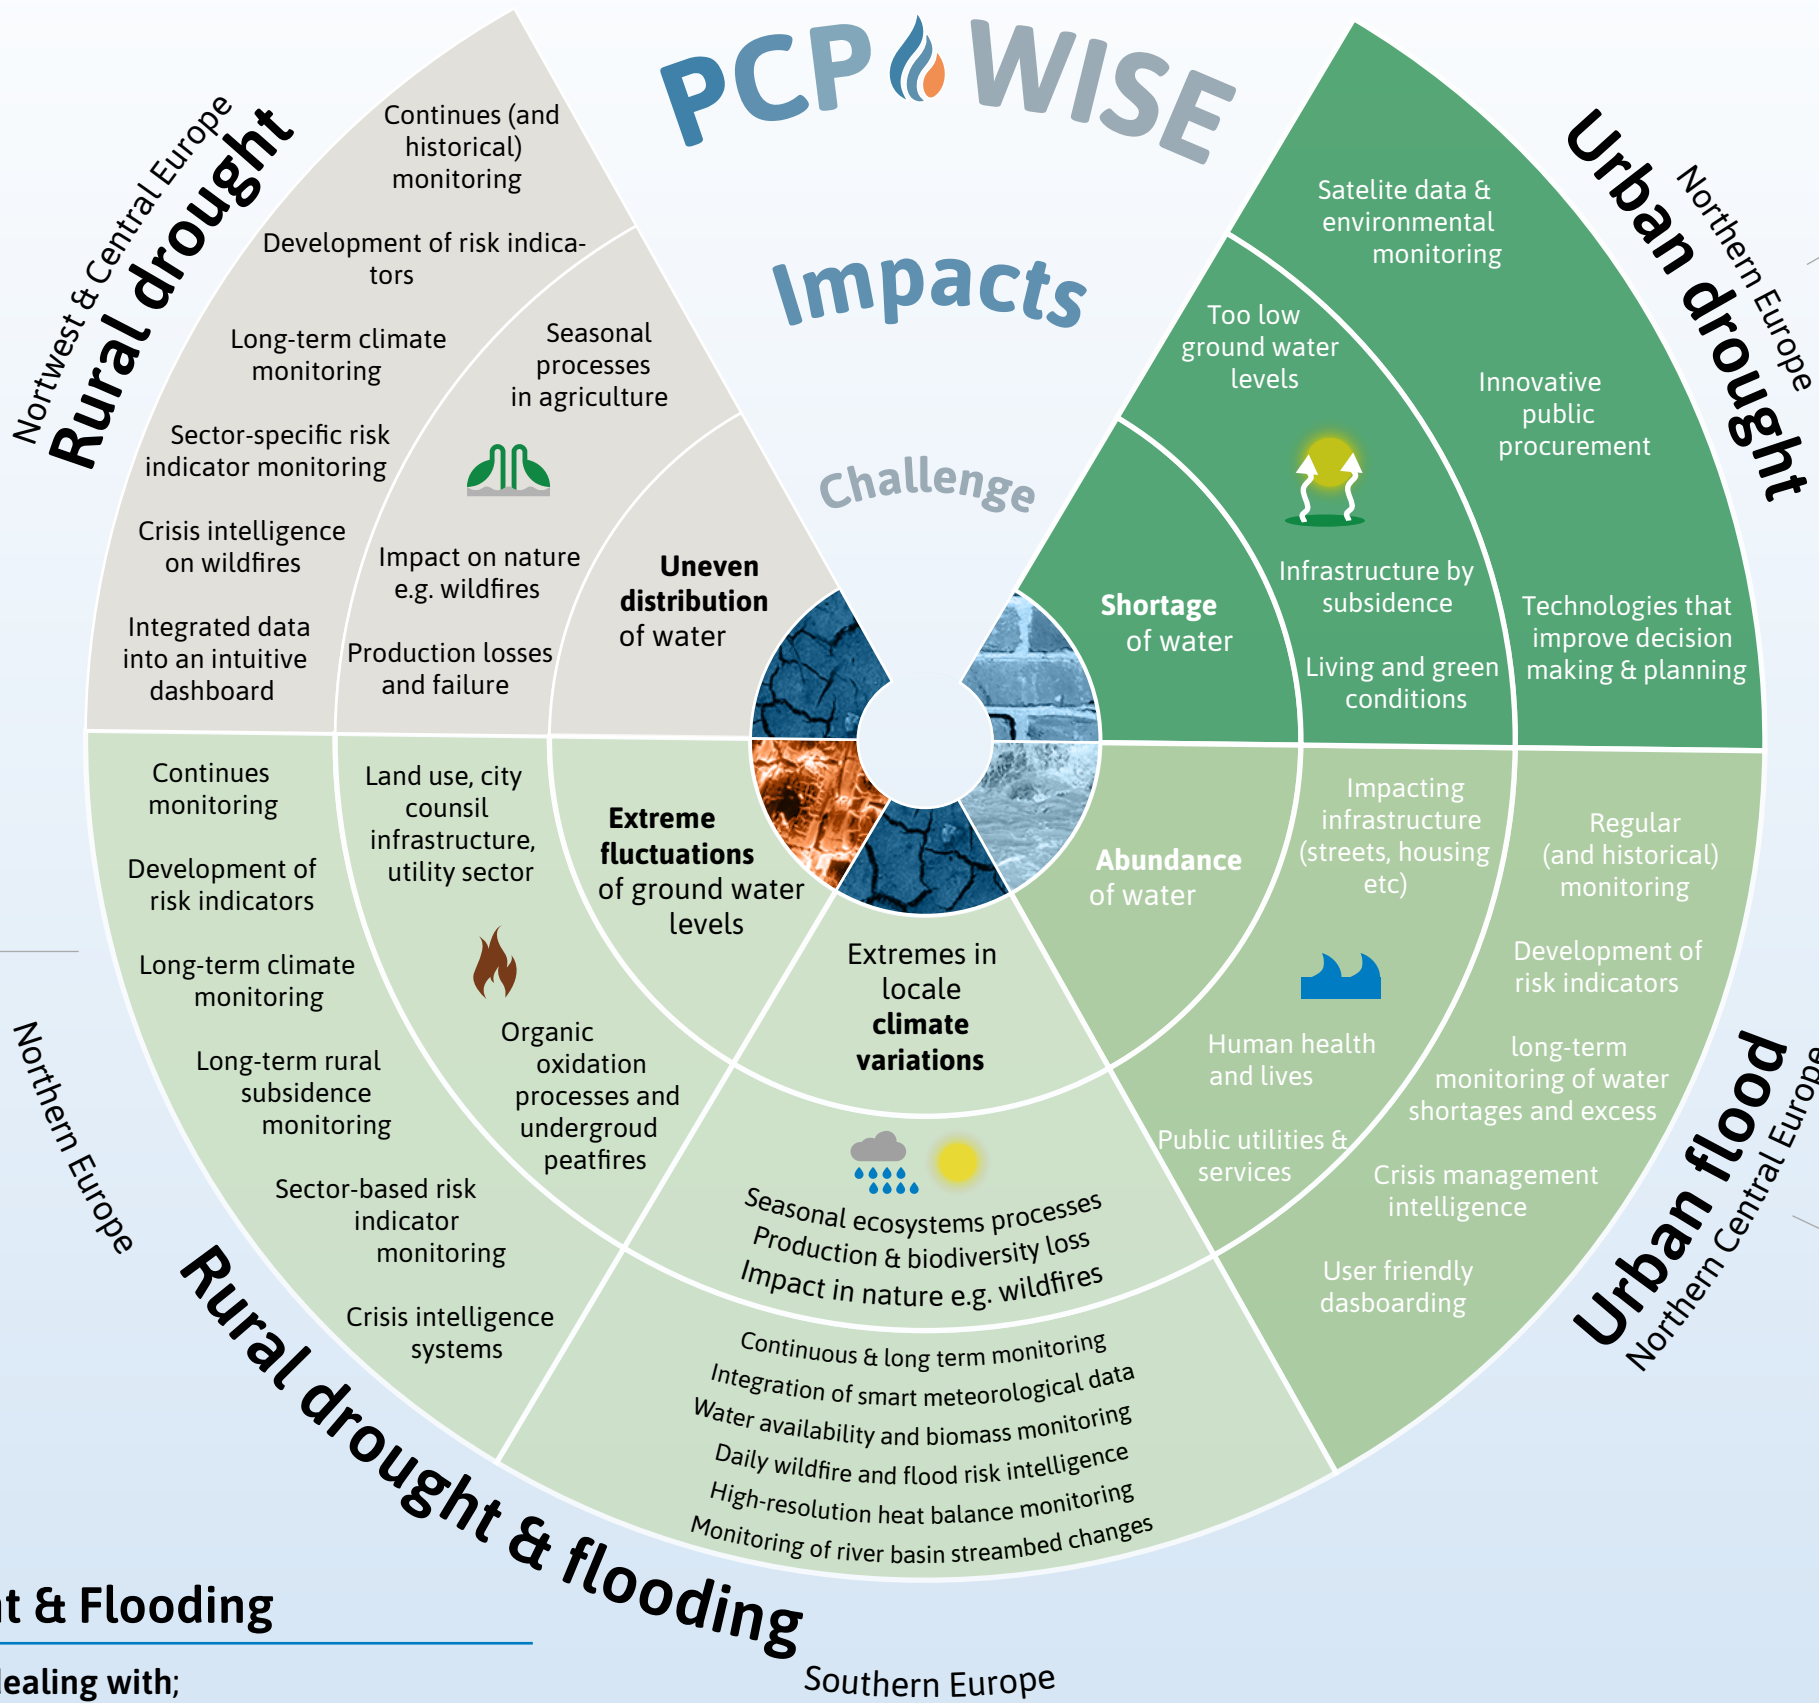 PCP WISE
Impacts
Challenge
Nortwest & Central Europe
Rural drought
Continues (and
historical)
monitoring
Development of risk indica-
tors
Long-term climate
monitoring
Sector-specific risk
indicator monitoring
Crisis intelligence
on wildfires
Integrated data
into an intuitive
dashboard
Seasonal
processes
in agriculture
Impact on nature
e.g. wildfires
Production losses
and failure
Uneven
distribution
of water
Urban drought
Northern Europe
Satelite data &
environmental
monitoring
Innovative
public
procurement
Technologies that
improve decision
making & planning
Too low
ground water
levels
Infrastructure by
subsidence
Living and green
conditions
Shortage
of water
Continues
monitoring
Development of
risk indicators
Long-term climate
monitoring
Long-term rural
subsidence
monitoring
Sector-based risk
indicator
monitoring
Crisis intelligence
systems
Land use, city
counsil
infrastructure,
utility sector
Organic
oxidation
processes and
undergroud
peatfires
Extreme
fluctuations
of ground water
levels
Northern Europe
Rural drought & flooding
Extremes in
locale
climate
variations
Seasonal ecosystems processes
Production & biodiversity loss
Impact in nature e.g. wildfires
Continuous & long term monitoring
Integration of smart meteorological data
Water availability and biomass monitoring
Daily wildfire and flood risk intelligence
High-resolution heat balance monitoring
Monitoring of river basin streambed changes
Southern Europe
Abundance
of water
Impacting
infrastructure
(streets, housing
etc)
Human health
and lives
Public utilities &
services
Regular
(and historical)
monitoring
Development of
risk indicators
long-term
monitoring of water
shortages and excess
Crisis management
intelligence
User friendly
dasboarding
Urban flood
Northern Central Europe
t & Flooding
ealing with;